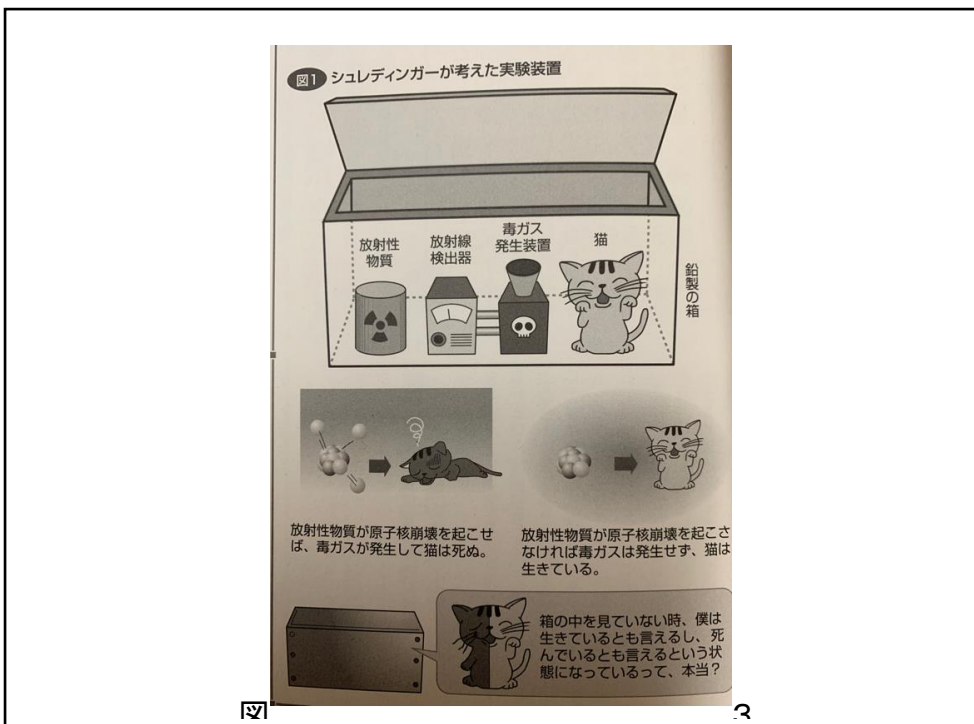 図1 シュレディンガーが考えた実験装置
放射性
物質
放射線
検出器
毒ガス
発生装置
猫
鉛製の箱
放射性物質が原子核崩壊を起こせ
ば、毒ガスが発生して猫は死ぬ。
放射性物質が原子核崩壊を起こさ
なければ毒ガスは発生せず、猫は
生きている。
箱の中を見ていない時、僕は
生きているとも言えるし、死
んでいるとも言えるという状
態になっているって、本当?
図 3